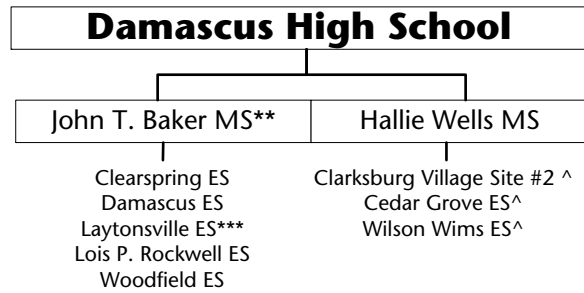 Damascus High School
John T. Baker MS**
Hallie Wells MS
Clearspring ES
Damascus ES
Laytonsville ES***
Lois P. Rockwell ES
Woodfield ES
Clarksburg Village Site #2 ^
Cedar Grove ES^
Wilson Wims ES^